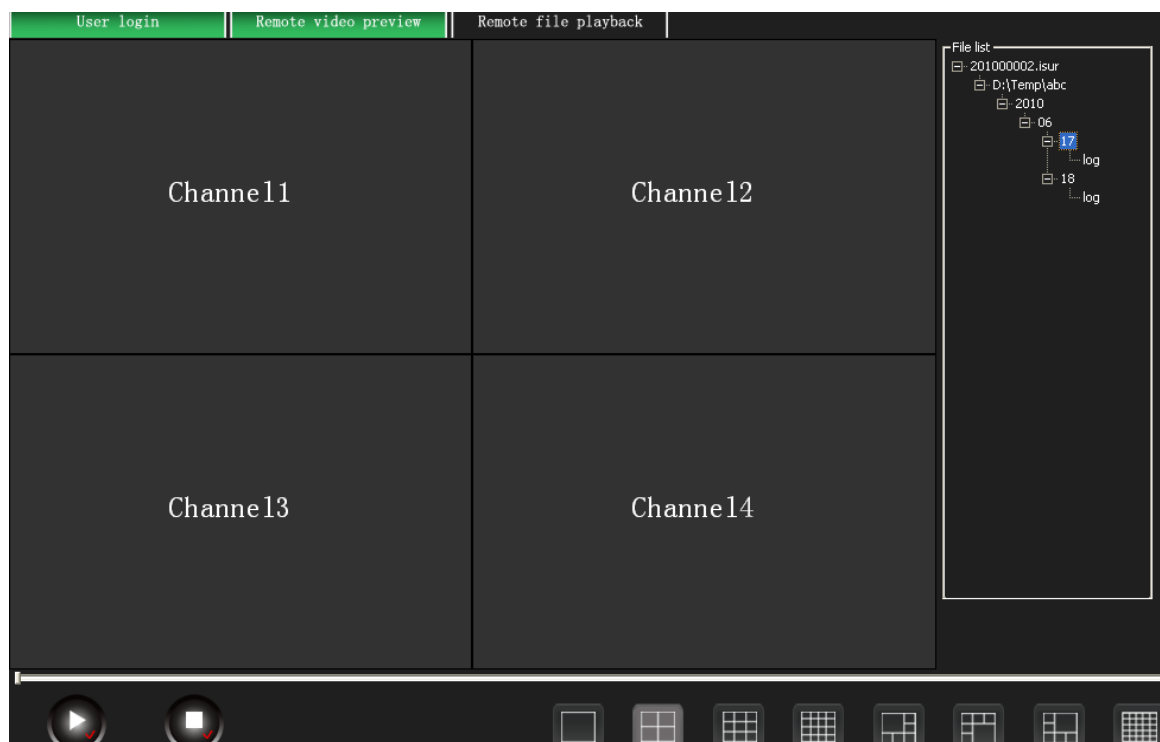 User login
Remote video preview
Remote file playback
Channel1
Channel2
Channel3
Channel4
File list
201000002.isur
D:\Temp\abc
2010
06
17
log
18
log